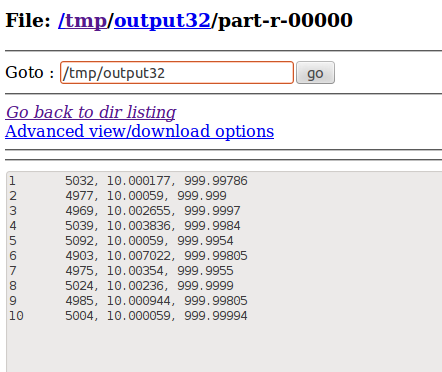 File: /tmp/output32/part-r-00000
Goto : /tmp/output32 go
Go back to dir listing
Advanced view/download options
1 5032, 10.000177, 999.99786
2 4977, 10.00059, 999.999
3 4969, 10.002655, 999.9997
4 5039, 10.003836, 999.9984
5 5092, 10.00059, 999.9954
6 4903, 10.007022, 999.99805
7 4975, 10.00354, 999.9955
8 5024, 10.00236, 999.9999
9 4985, 10.000944, 999.99805
10 5004, 10.000059, 999.99994